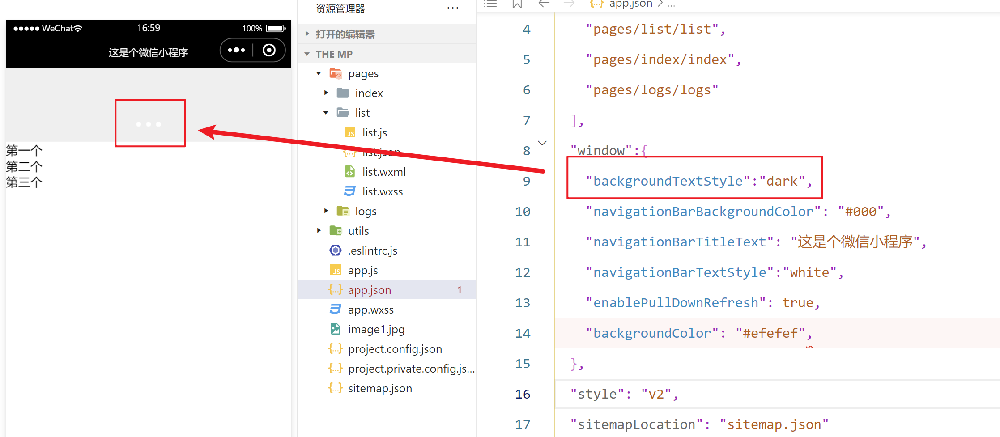 WeChat 16:59 100%
这是个微信小程序
第一个
第二个
第三个
资源管理器
打开的编辑器
THE MP
pages
index
list
list.js
list.json
list.wxml
list.wxss
logs
utils
.eslintrc.js
app.js
app.json 1
app.wxss
image1.jpg
project.config.json
project.private.config.js...
sitemap.json
app.json > ...
4 "pages/list/list",
5 "pages/index/index",
6 "pages/logs/logs"
7 ],
8 "window":{
9 "backgroundTextStyle":"dark",
10 "navigationBarBackgroundColor": "#000",
11 "navigationBarTitleText": "这是个微信小程序",
12 "navigationBarTextStyle":"white",
13 "enablePullDownRefresh": true,
14 "backgroundColor": "#efefef",
15 },
16 "style": "v2",
17 "sitemapLocation": "sitemap.json"